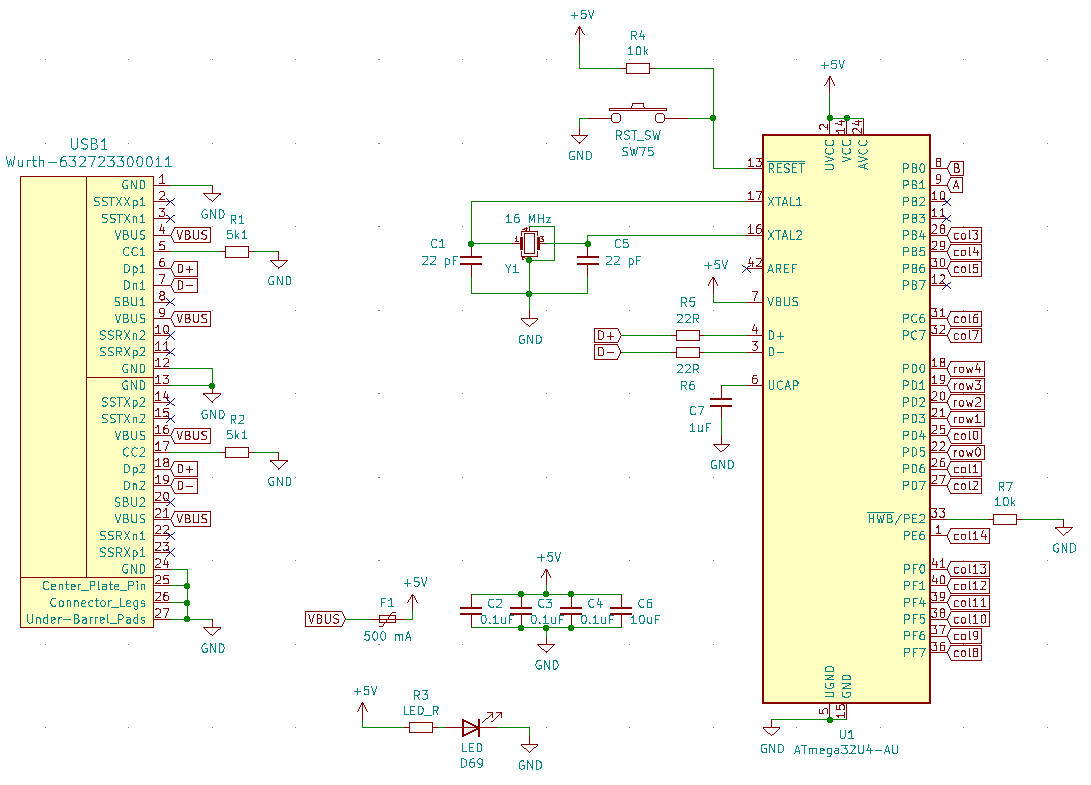 +5V
R4
10k
RST_SW
SW75
GND
USB1
Wurth-632723300011
GND 1
SSTXXp1 2
SSTXn1 3
VBUS 4 VBUS
CC1 5
Dp1 6 D+
Dn1 7 D-
SBU1 8
VBUS 9 VBUS
SSRXn2 10
SSRXp2 11
GND 12
GND 13
SSTXp2 14
SSTXn2 15
VBUS 16 VBUS
CC2 17
Dp2 18 D+
Dn2 19 D-
SBU2 20
VBUS 21 VBUS
SSRXn1 22
SSRXp1 23
GND 24
Center_Plate_Pin 25
Connector_Legs 26
Under-Barrel_Pads 27
GND
R1
5k1
GND
GND
R2
5k1
GND
GND
16 MHz
Y1
C1
22 pF
C5
22 pF
GND
+5V
D+
D-
R5
22R
22R
R6
C7
1uF
GND
VBUS
F1
500 mA
+5V
+5V
C2
0.1uF
C3
0.1uF
C4
0.1uF
C6
10uF
GND
+5V
R3
LED_R
LED
D69
GND
+5V
2 14 24
UVCC VCC AVCC
13 RESET
17 XTAL1
16 XTAL2
42 AREF
7 VBUS
4 D+
3 D-
6 UCAP
PB0 8 B
PB1 9 A
PB2 10
PB3 11
PB4 28 col3
PB5 29 col4
PB6 30 col5
PB7 12
PC6 31 col6
PC7 32 col7
PD0 18 row4
PD1 19 row3
PD2 20 row2
PD3 21 row1
PD4 25 col0
PD5 22 row0
PD6 26 col1
PD7 27 col2
HWB/PE2 33
PE6 1 col14
PF0 41 col13
PF1 40 col12
PF4 39 col11
PF5 38 col10
PF6 37 col9
PF7 36 col8
R7
10k
GND
UGND GND
5 15
GND
U1
ATmega32U4-AU